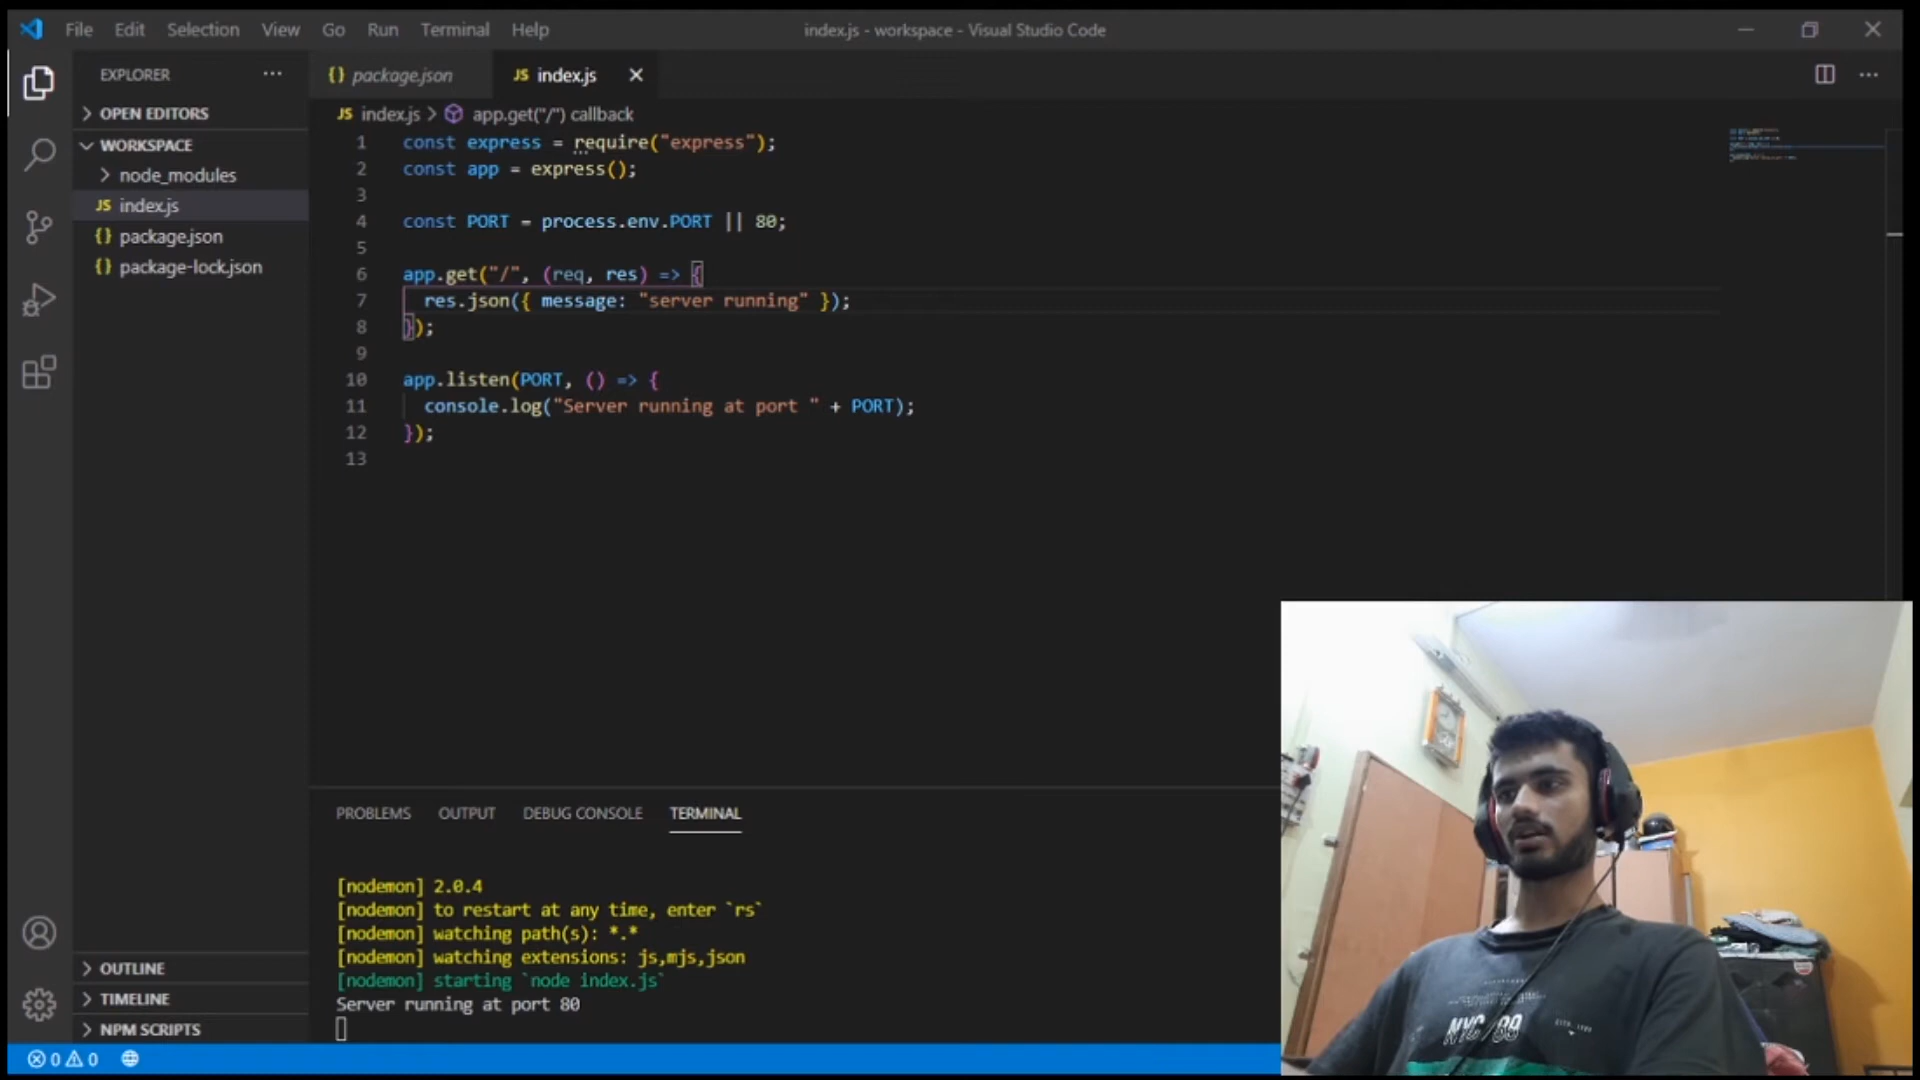 File Edit Selection View Go Run Terminal Help
index.js - workspace - Visual Studio Code
EXPLORER
OPEN EDITORS
WORKSPACE
node_modules
JS index.js
{} package.json
{} package-lock.json
OUTLINE
TIMELINE
NPM SCRIPTS
{} package.json
JS index.js
JS index.js > app.get("/") callback
1 const express = require("express");
2 const app = express();
3
4 const PORT = process.env.PORT || 80;
5
6 app.get("/", (req, res) => {
7 res.json({ message: "server running" });
8 });
9
10 app.listen(PORT, () => {
11 console.log("Server running at port " + PORT);
12 });
13
PROBLEMS OUTPUT DEBUG CONSOLE TERMINAL
[nodemon] 2.0.4
[nodemon] to restart at any time, enter `rs`
[nodemon] watching path(s): *.*
[nodemon] watching extensions: js,mjs,json
[nodemon] starting `node index.js`
Server running at port 80
0 0
NYC/89